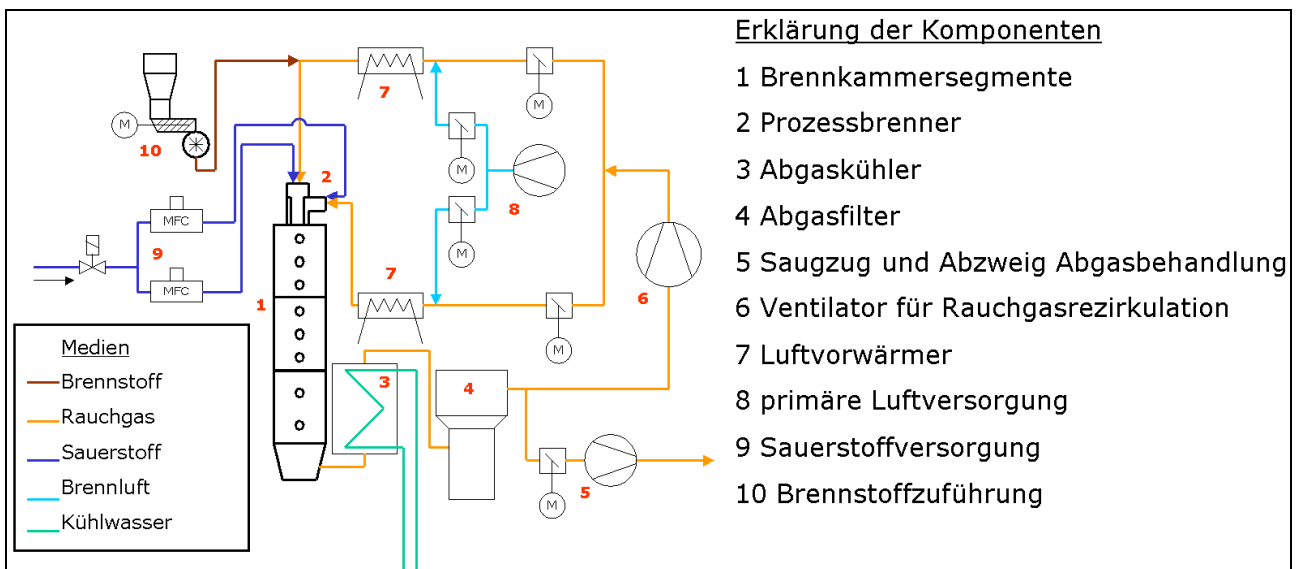 M
10
7
M
M
8
M
2
MFC
9
MFC
7
1
6
M
3
4
M
5
Medien
Brennstoff
Rauchgas
Sauerstoff
Brennluft
Kühlwasser
Erklärung der Komponenten
1 Brennkammersegmente
2 Prozessbrenner
3 Abgaskühler
4 Abgasfilter
5 Saugzug und Abzweig Abgasbehandlung
6 Ventilator für Rauchgasrezirkulation
7 Luftvorwärmer
8 primäre Luftversorgung
9 Sauerstoffversorgung
10 Brennstoffzuführung